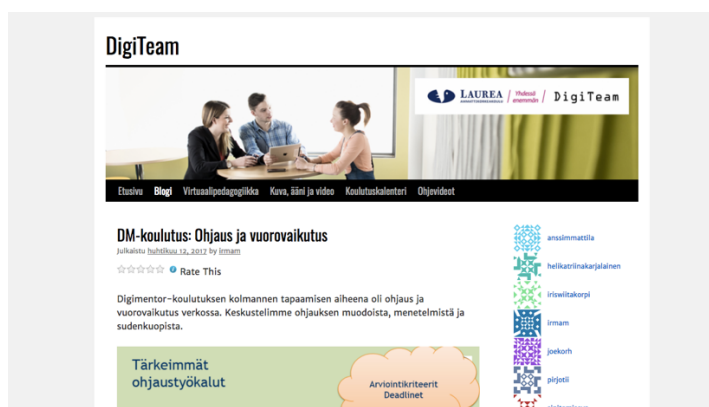 DigiTeam
LAUREA
Yhdessä
enemmän
DigiTeam
Etusivu Blogi Virtuaalipedagogiikka Kuva, ääni ja video Koulutuskalenteri Ohjevideot
DM-koulutus: Ohjaus ja vuorovaikutus
Julkaistu huhtikuu 12, 2017 by irmam
Rate This
Digimentor-koulutuksen kolmannen tapaamisen aiheena oli ohjaus ja
vuorovaikutus verkossa. Keskustelimme ohjauksen muodoista, menetelmistä ja
sudenkuopista.
Tärkeimmät
ohjaustyökalut
Arviointikriteerit
Deadlinet
anssimmattila
helikatriinakarjalainen
iriswiitakorpi
irmam
joekorh
pirjotii